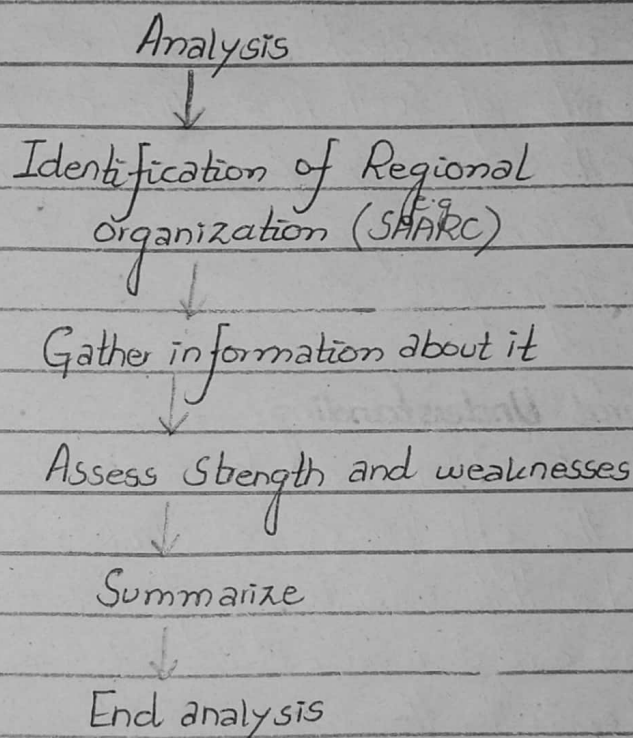 Analysis
Identification of Regional
e.g
organization (SAARC)
Gather information about it
Assess Strength and weaknesses
Summarize
End analysis